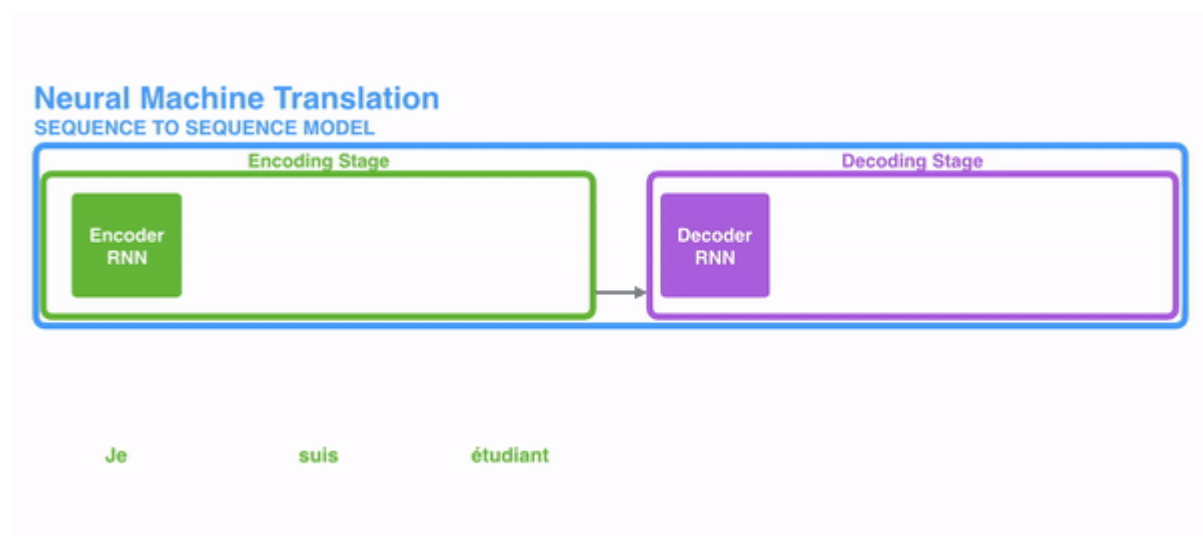 Neural Machine Translation
SEQUENCE TO SEQUENCE MODEL
Encoding Stage
Decoding Stage
Encoder
RNN
Decoder
RNN
Je suis étudiant